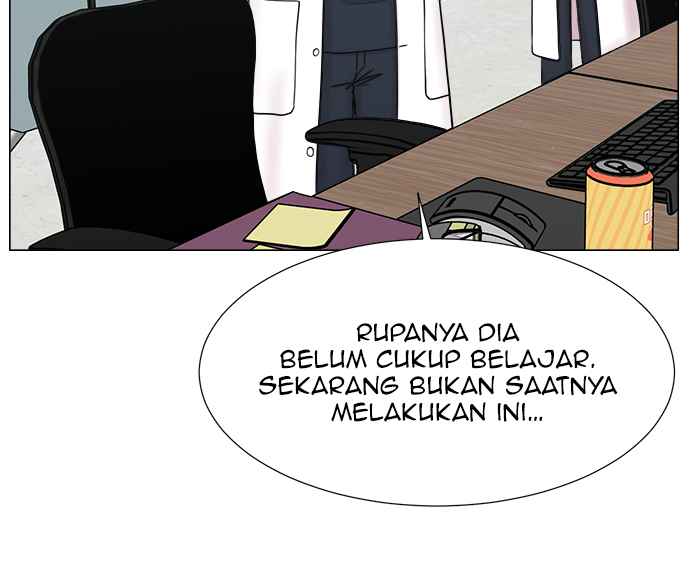 RUPANYA DIA
BELUM CUKUP BELAJAR,
SEKARANG BUKAN SAATNYA
MELAKUKAN INI...